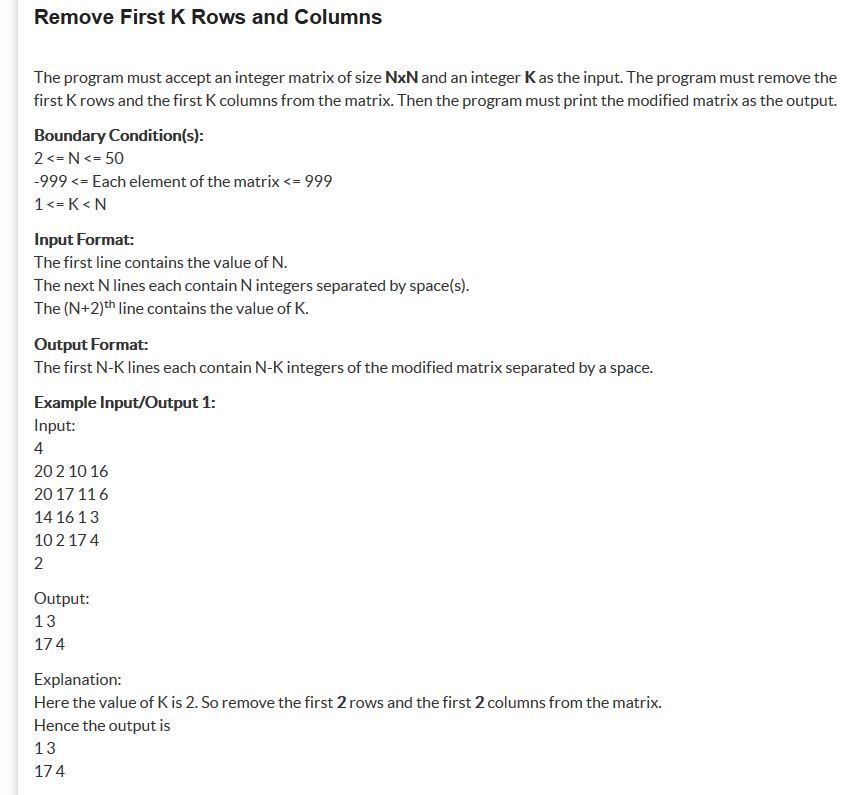 Remove First K Rows and Columns
The program must accept an integer matrix of size NxN and an integer K as the input. The program must remove the
first K rows and the first K columns from the matrix. Then the program must print the modified matrix as the output.
Boundary Condition(s):
2 <= N <= 50
-999 <= Each element of the matrix <= 999
1 <= K < N
Input Format:
The first line contains the value of N.
The next N lines each contain N integers separated by space(s).
The (N+2)th line contains the value of K.
Output Format:
The first N-K lines each contain N-K integers of the modified matrix separated by a space.
Example Input/Output 1:
Input:
4
20 2 10 16
20 17 11 6
14 16 1 3
10 2 17 4
2
Output:
1 3
17 4
Explanation:
Here the value of K is 2. So remove the first 2 rows and the first 2 columns from the matrix.
Hence the output is
1 3
17 4